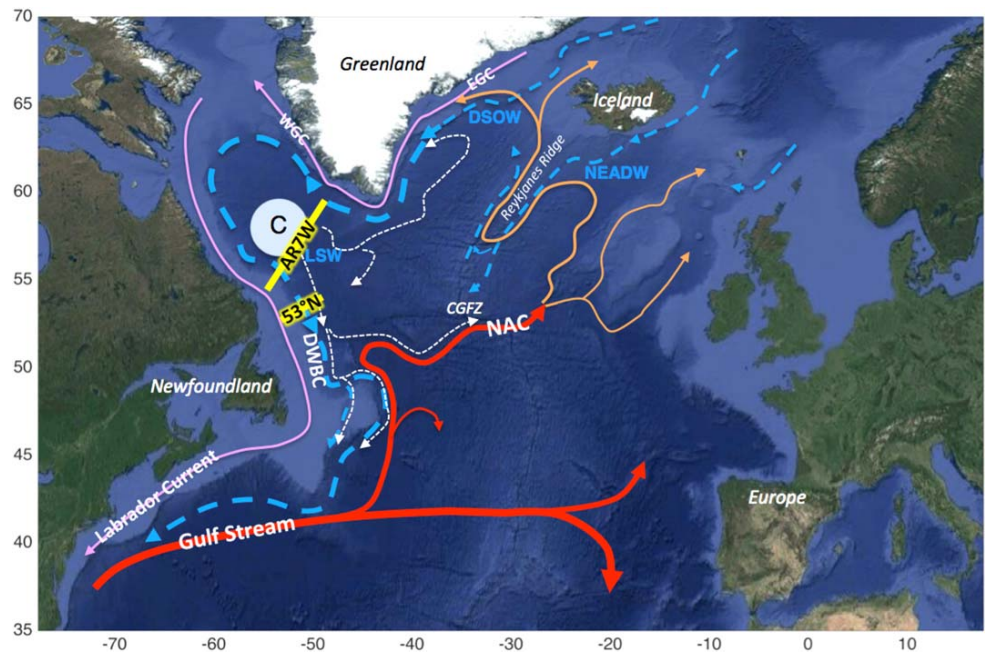 70
65
60
55
50
45
40
35
-70
-60
-50
-40
-30
-20
-10
0
10
Greenland
EGC
WGC
DSOW
Iceland
Reykjanes Ridge
NEADW
C
AR7W
LSW
53°N
CGFZ
NAC
DWBC
Newfoundland
Labrador Current
Gulf Stream
Europe